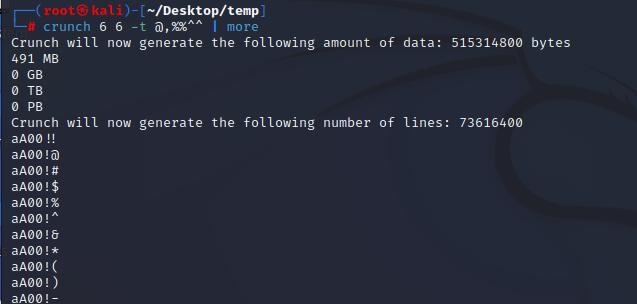 ┌──(root㉿kali)-[~/Desktop/temp]
└─# crunch 6 6 -t @,%%^^ | more
Crunch will now generate the following amount of data: 515314800 bytes
491 MB
0 GB
0 TB
0 PB
Crunch will now generate the following number of lines: 73616400
aA00!!
aA00!@
aA00!#
aA00!$
aA00!%
aA00!^
aA00!&
aA00!*
aA00!(
aA00!)
aA00!-